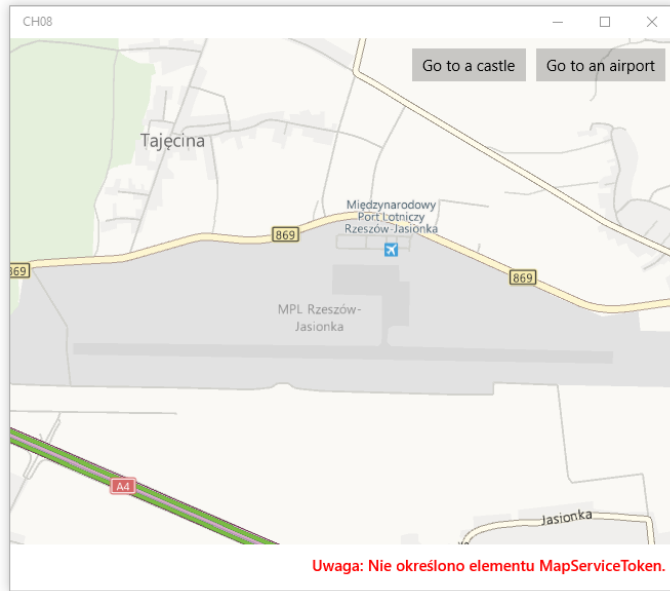 CH08
Go to a castle
Go to an airport
Tajęcina
Międzynarodowy
Port Lotniczy
Rzeszów-Jasionka
869
869
869
MPL Rzeszów-
Jasionka
A4
Jasionka
Uwaga: Nie określono elementu MapServiceToken.